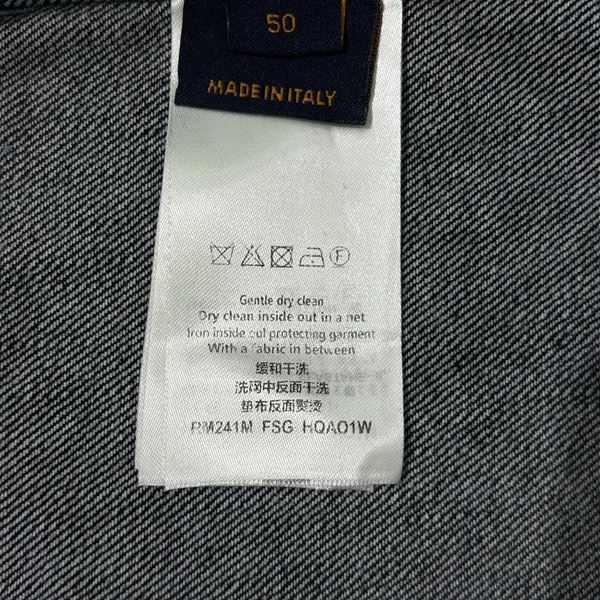 50
MADE IN ITALY
Gentle dry clean
Dry clean inside out in a net
Iron inside out protecting garment
With a fabric in between
缓和干洗
洗网中反面干洗
垫布反面熨烫
RM241M FSG HQAO1W